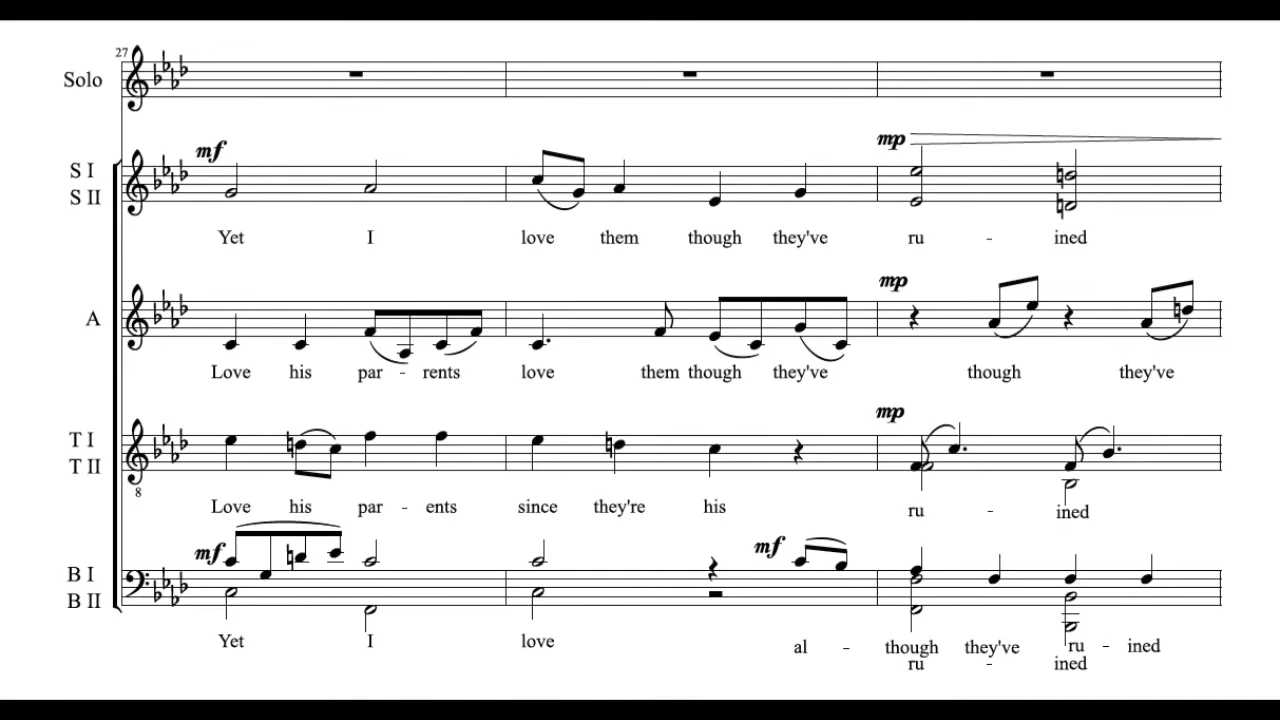 27
Solo
mf
mp
S I
S II
Yet I love them though they've ru - ined
mp
A
Love his par - rents love them though they've though they've
mp
T I
T II
8
Love his par - ents since they're his ru - ined
mf
mf
B I
B II
Yet I love al - though they've ru - ined
ru - ined